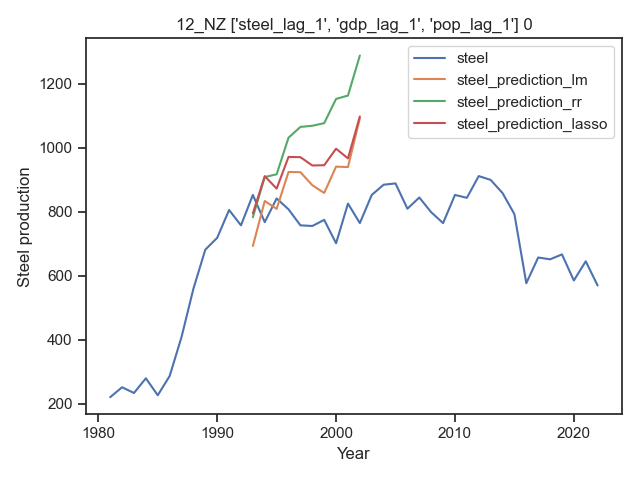 12_NZ ['steel_lag_1', 'gdp_lag_1', 'pop_lag_1'] 0
steel
steel_prediction_lm
steel_prediction_rr
steel_prediction_lasso
Steel production
1200
1000
800
600
400
200
1980
1990
2000
2010
2020
Year